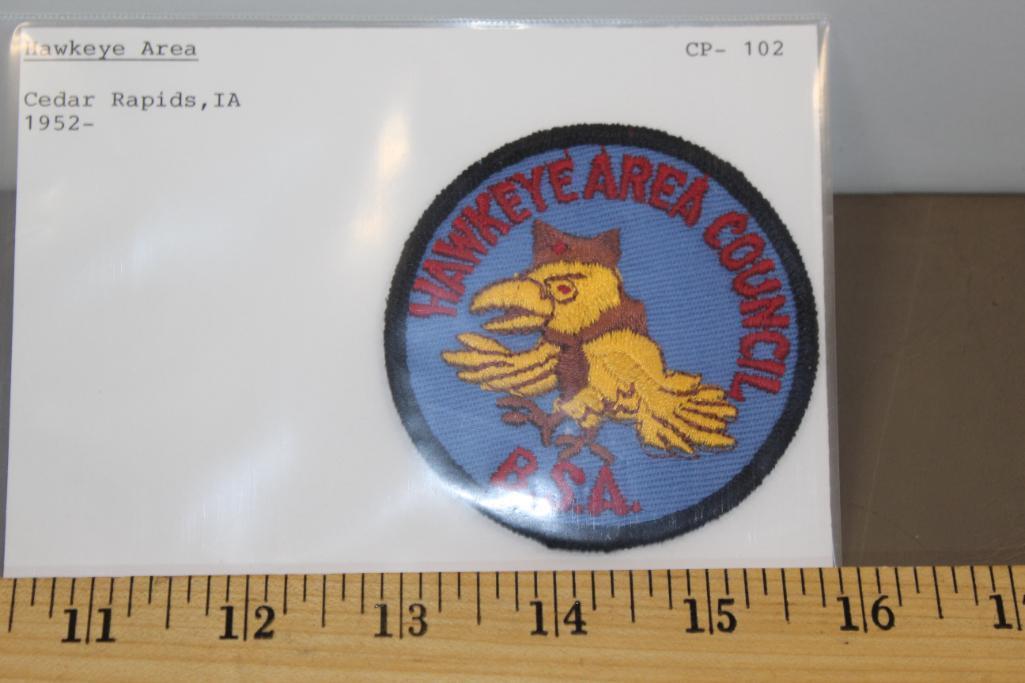 Hawkeye Area
CP- 102
Cedar Rapids,IA
1952-
HAWKEYE AREA COUNCIL
B.S.A.
11 12 13 14 15 16